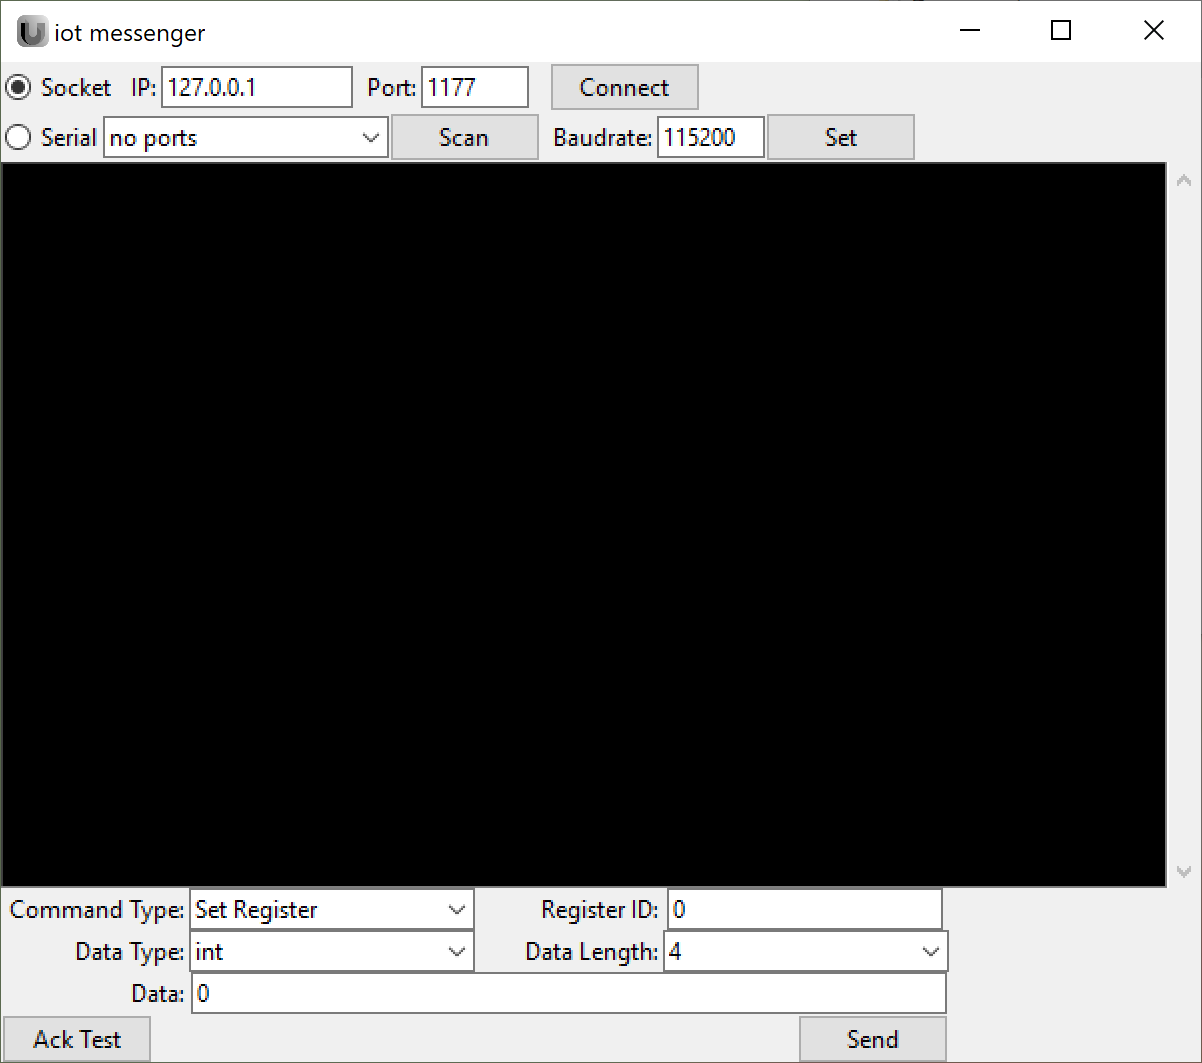 iot messenger
Socket IP: 127.0.0.1 Port: 1177 Connect
Serial no ports Scan Baudrate: 115200 Set
Command Type: Set Register Register ID: 0
Data Type: int Data Length: 4
Data: 0
Ack Test Send